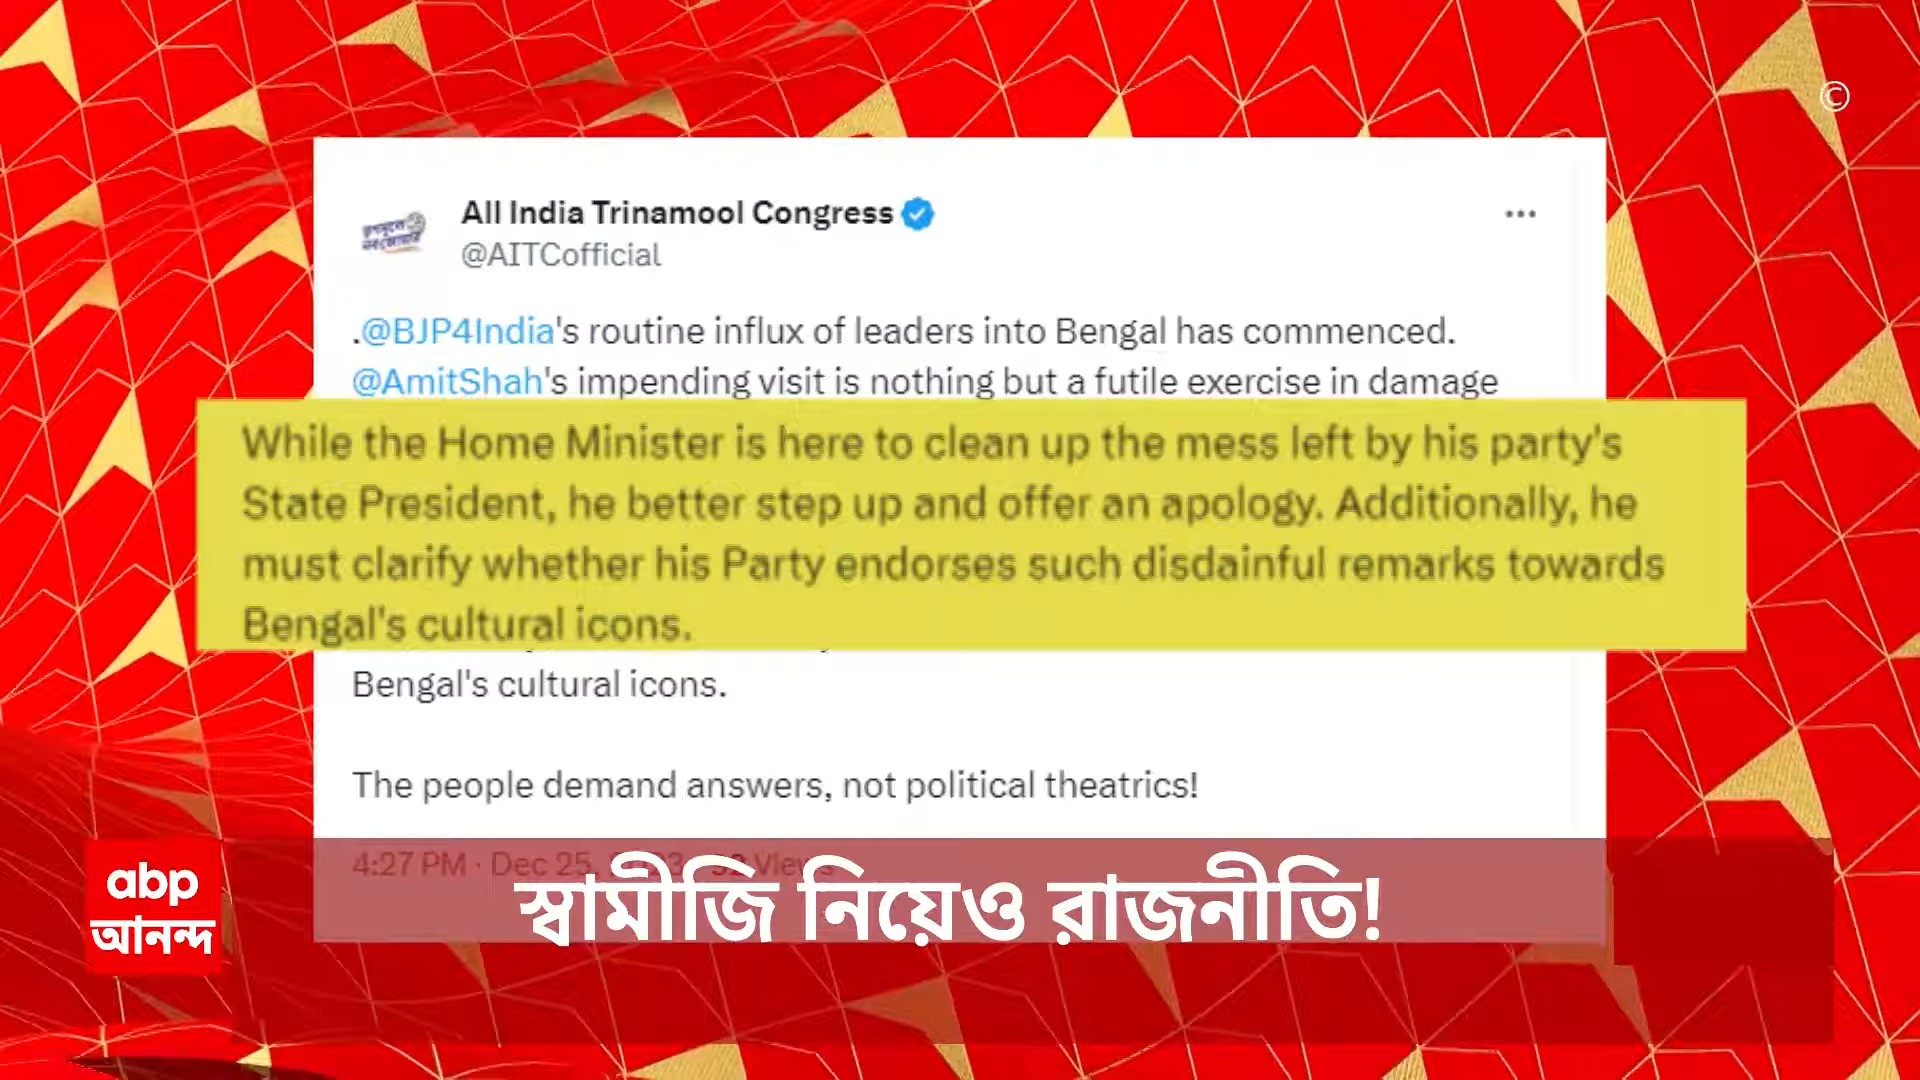 ©
All India Trinamool Congress
@AITCofficial
.@BJP4India's routine influx of leaders into Bengal has commenced.
@AmitShah's impending visit is nothing but a futile exercise in damage
While the Home Minister is here to clean up the mess left by his party's
State President, he better step up and offer an apology. Additionally, he
must clarify whether his Party endorses such disdainful remarks towards
Bengal's cultural icons.
Bengal's cultural icons.
The people demand answers, not political theatrics!
4:27 PM · Dec 25,
স্বামীজি নিয়েও রাজনীতি!
abp
আনন্দ